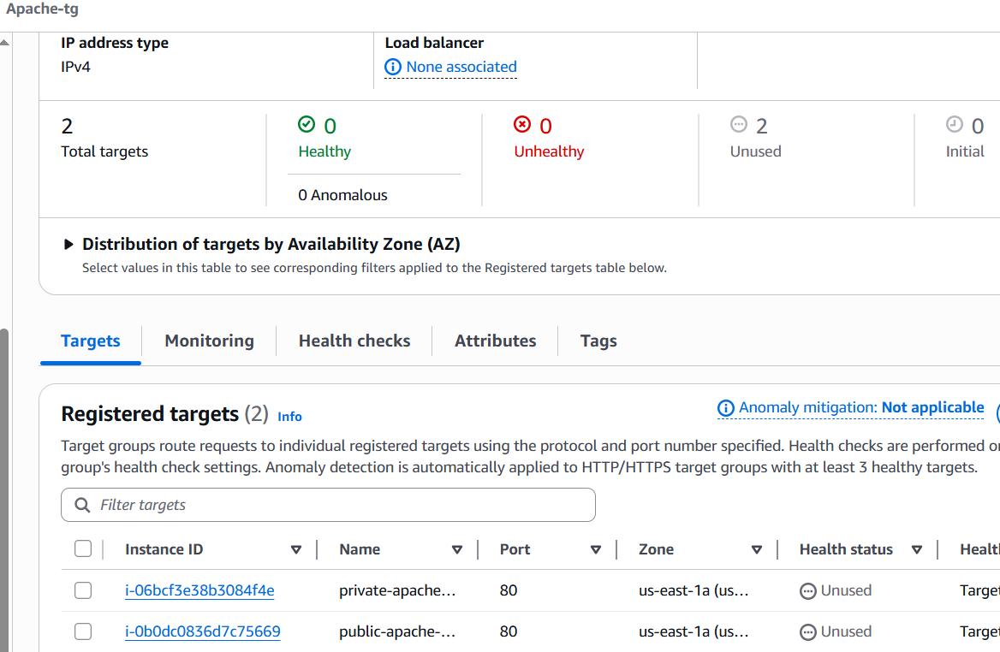 Apache-tg
IP address type
Load balancer
IPv4
None associated
2
0
0
2
0
Total targets
Healthy
Unhealthy
Unused
Initial
0 Anomalous
Distribution of targets by Availability Zone (AZ)
Select values in this table to see corresponding filters applied to the Registered targets table below.
Targets
Monitoring
Health checks
Attributes
Tags
Registered targets (2) Info
Anomaly mitigation: Not applicable
Target groups route requests to individual registered targets using the protocol and port number specified. Health checks are performed o
group's health check settings. Anomaly detection is automatically applied to HTTP/HTTPS target groups with at least 3 healthy targets.
Filter targets
Instance ID
Name
Port
Zone
Health status
Healt
i-06bcf3e38b3084f4e
private-apache...
80
us-east-1a (us...
Unused
Target
i-0b0dc0836d7c75669
public-apache-...
80
us-east-1a (us...
Unused
Target